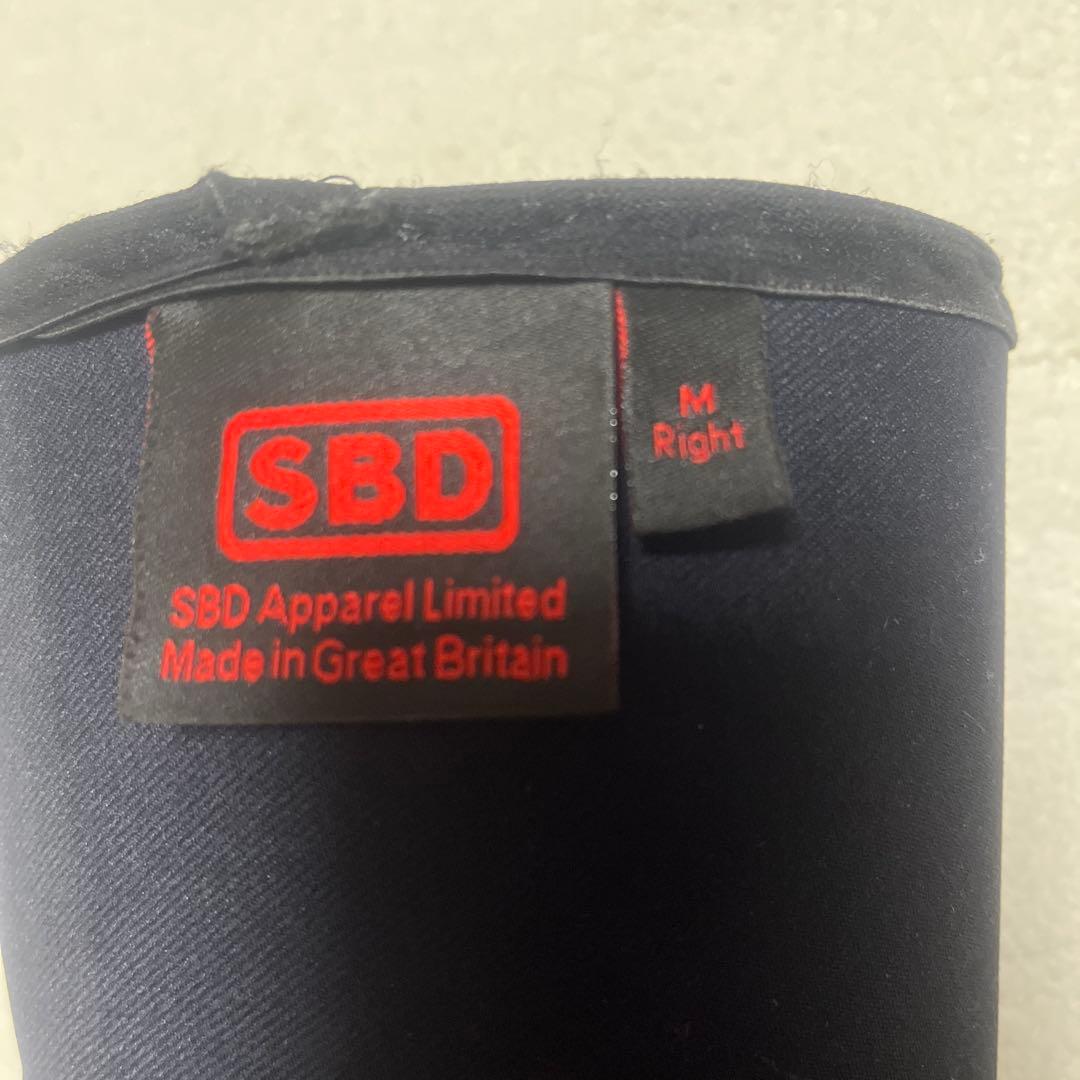 SBD
SBD Apparel Limited
Made in Great Britain
M
Right